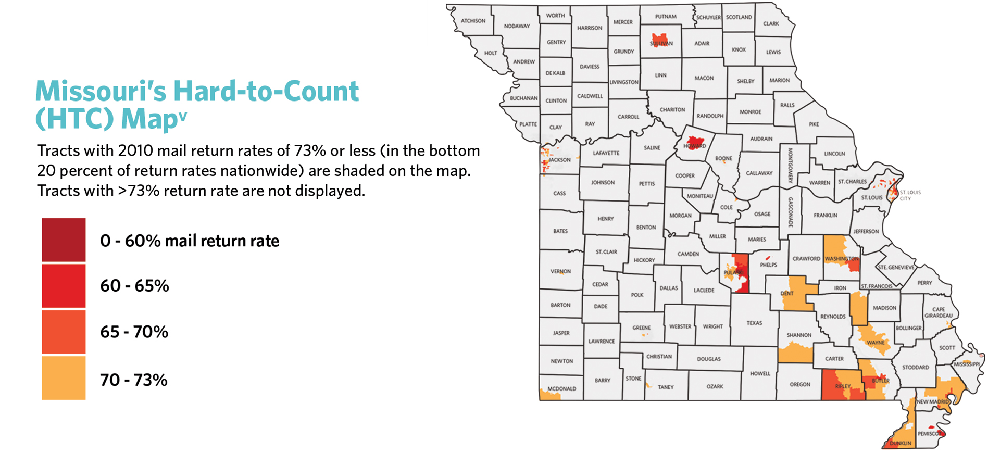 Missouri's Hard-to-Count
(HTC) Mapᵛ
Tracts with 2010 mail return rates of 73% or less (in the bottom
20 percent of return rates nationwide) are shaded on the map.
Tracts with >73% return rate are not displayed.
0 - 60% mail return rate
60 - 65%
65 - 70%
70 - 73%
ATCHISON
NODAWAY
WORTH
HARRISON
MERCER
PUTNAM
SCHUYLER
SCOTLAND
CLARK
HOLT
GENTRY
GRUNDY
SULLIVAN
ADAIR
KNOX
LEWIS
ANDREW
DE KALB
DAVIESS
LIVINGSTON
LINN
MACON
SHELBY
MARION
BUCHANAN
CLINTON
CALDWELL
CARROLL
CHARITON
RANDOLPH
MONROE
RALLS
PLATTE
CLAY
RAY
PIKE
JACKSON
LAFAYETTE
SALINE
HOWARD
BOONE
AUDRAIN
MONTGOMERY
LINCOLN
CASS
JOHNSON
PETTIS
COOPER
CALLAWAY
WARREN
ST. CHARLES
ST. LOUIS
ST. LOUIS
CITY
BATES
HENRY
BENTON
MORGAN
MONITEAU
COLE
OSAGE
GASCONADE
FRANKLIN
JEFFERSON
MILLER
MARIES
VERNON
ST. CLAIR
HICKORY
CAMDEN
PULASKI
PHELPS
CRAWFORD
WASHINGTON
STE. GENEVIEVE
ST. FRANCOIS
PERRY
CEDAR
POLK
DALLAS
LACLEDE
DENT
IRON
BARTON
DADE
MADISON
CAPE
GIRARDEAU
JASPER
GREENE
WEBSTER
WRIGHT
TEXAS
REYNOLDS
BOLLINGER
LAWRENCE
SHANNON
WAYNE
SCOTT
NEWTON
CHRISTIAN
DOUGLAS
HOWELL
CARTER
STODDARD
MISSISSIPPI
MCDONALD
BARRY
STONE
TANEY
OZARK
OREGON
RIPLEY
BUTLER
NEW MADRID
PEMISCOT
DUNKLIN